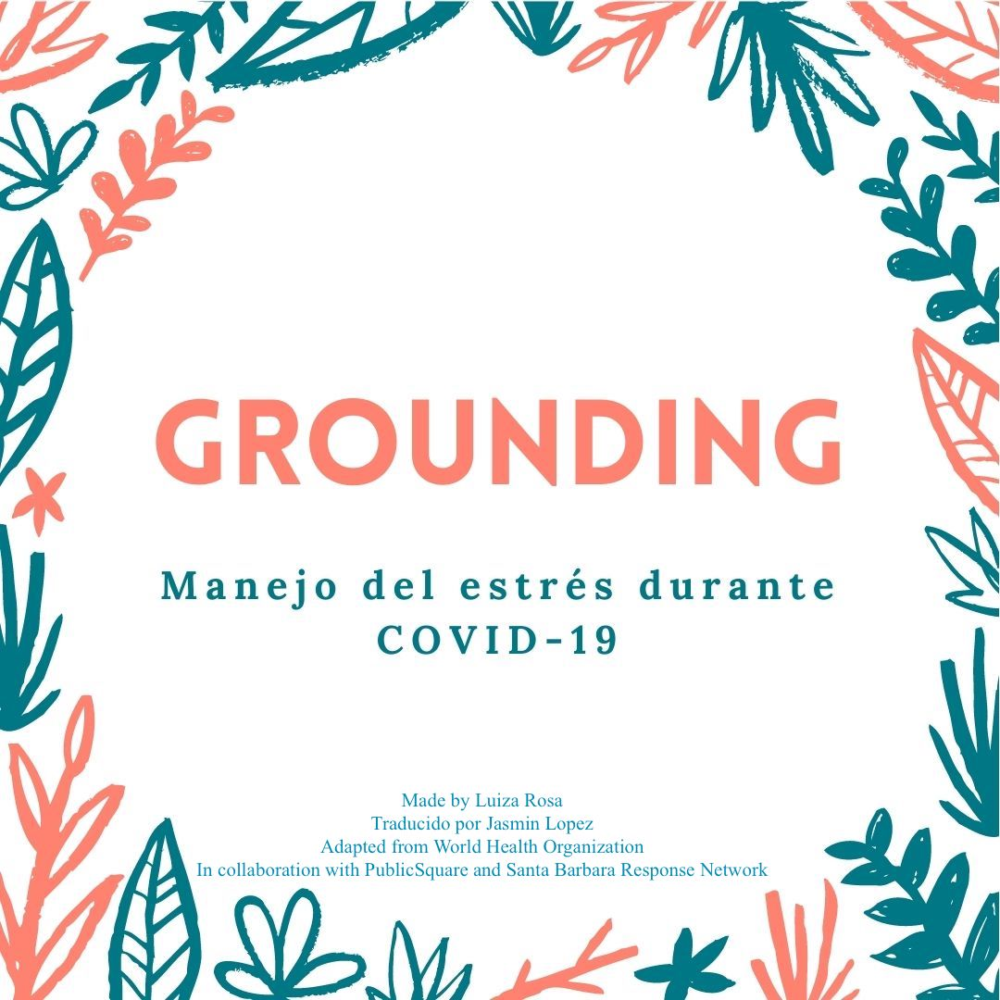 GROUNDING
Manejo del estrés durante
COVID-19
Made by Luiza Rosa
Traducido por Jasmin Lopez
Adapted from World Health Organization
In collaboration with PublicSquare and Santa Barbara Response Network